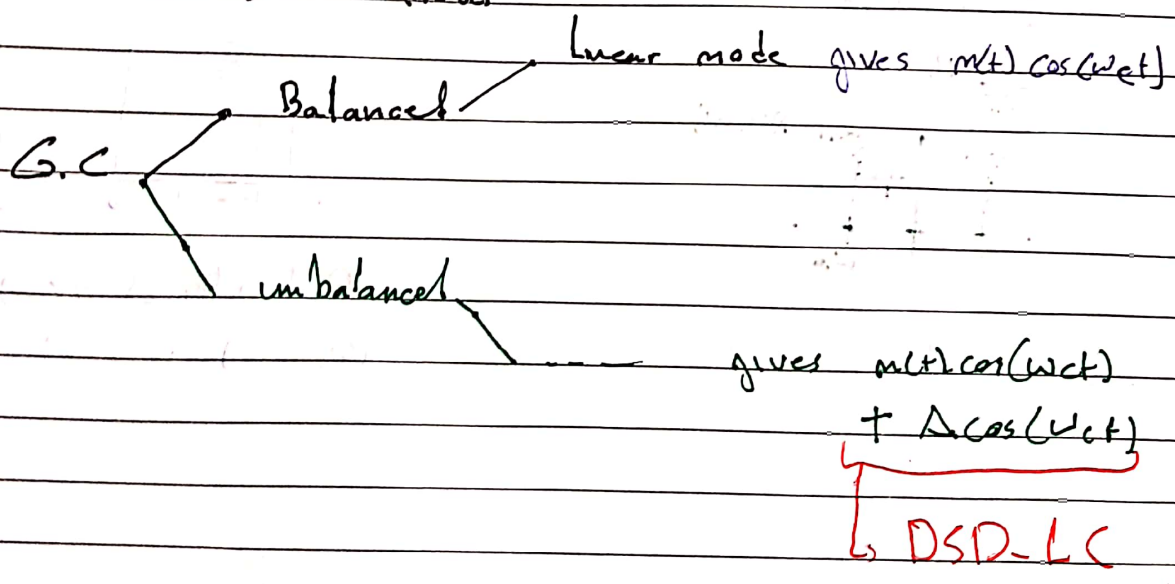 Linear mode gives m(t) cos(wct)
Balanced
G.C
unbalanced
---- gives m(t) cos(wct)
+ A cos(wct)
DSD-LC